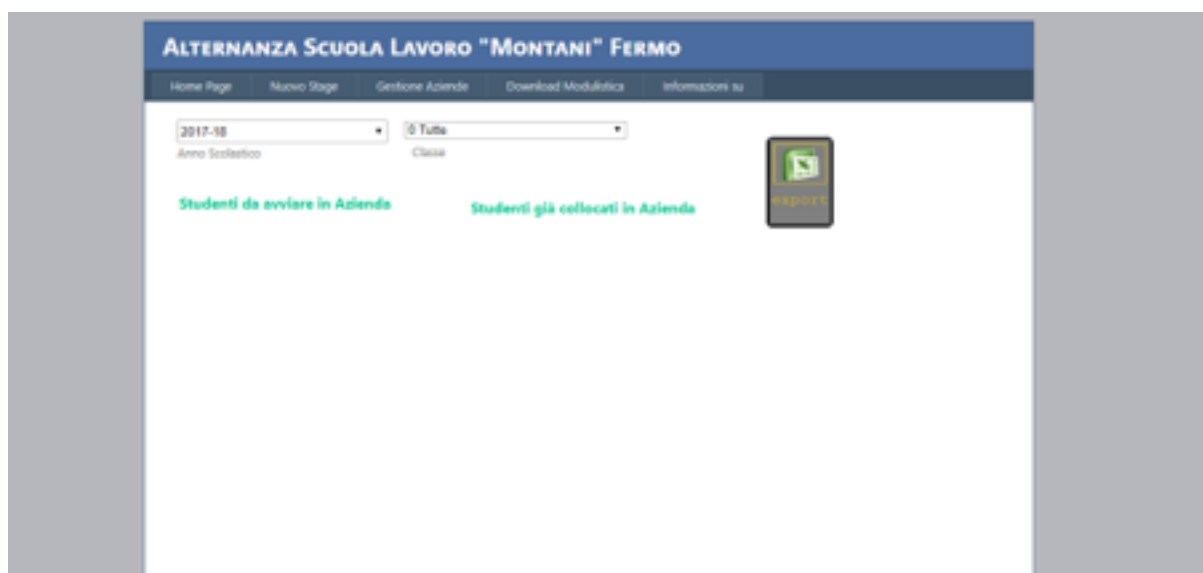 Alternanza Scuola Lavoro "Montani" Fermo
Home Page Nuovo Stage Gestione Aziende Download Modulistica Informazioni su
2017-18 0 Tutte
Anno Scolastico Classe
Studenti da avviare in Azienda Studenti già collocati in Azienda
export